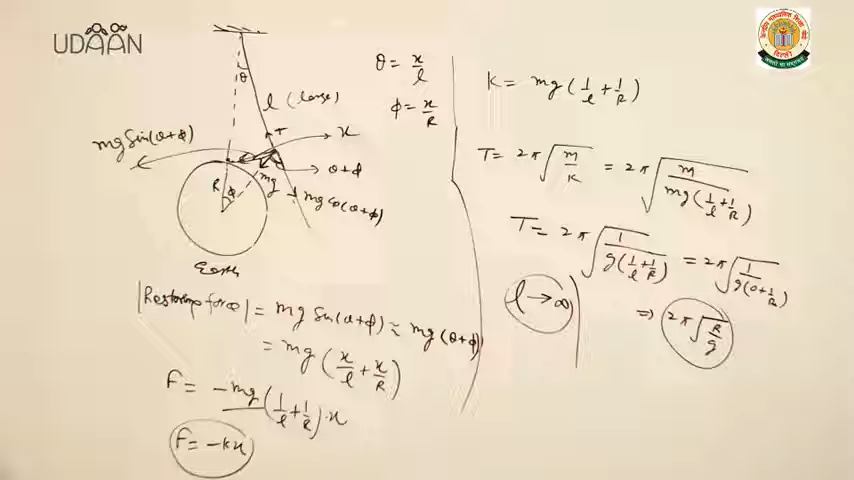 UDAAN
θ
l (large)
θ = x/l
φ = x/R
T
x
mg sin(θ+φ)
θ+φ
mg
mg cos(θ+φ)
R
φ
Earth
|Restoring force| = mg sin(θ+φ) ≈ mg(θ+φ)
= mg (x/l + x/R)
F = -mg (1/l + 1/R) · x
F = -kx
K = mg (1/l + 1/R)
T = 2π √(m/K) = 2π √(m/(mg(1/l + 1/R)))
T = 2π √(1/(g(1/l + 1/R))) = 2π √(1/(g(0 + 1/R)))
l → ∞
⇒ 2π √(R/g)